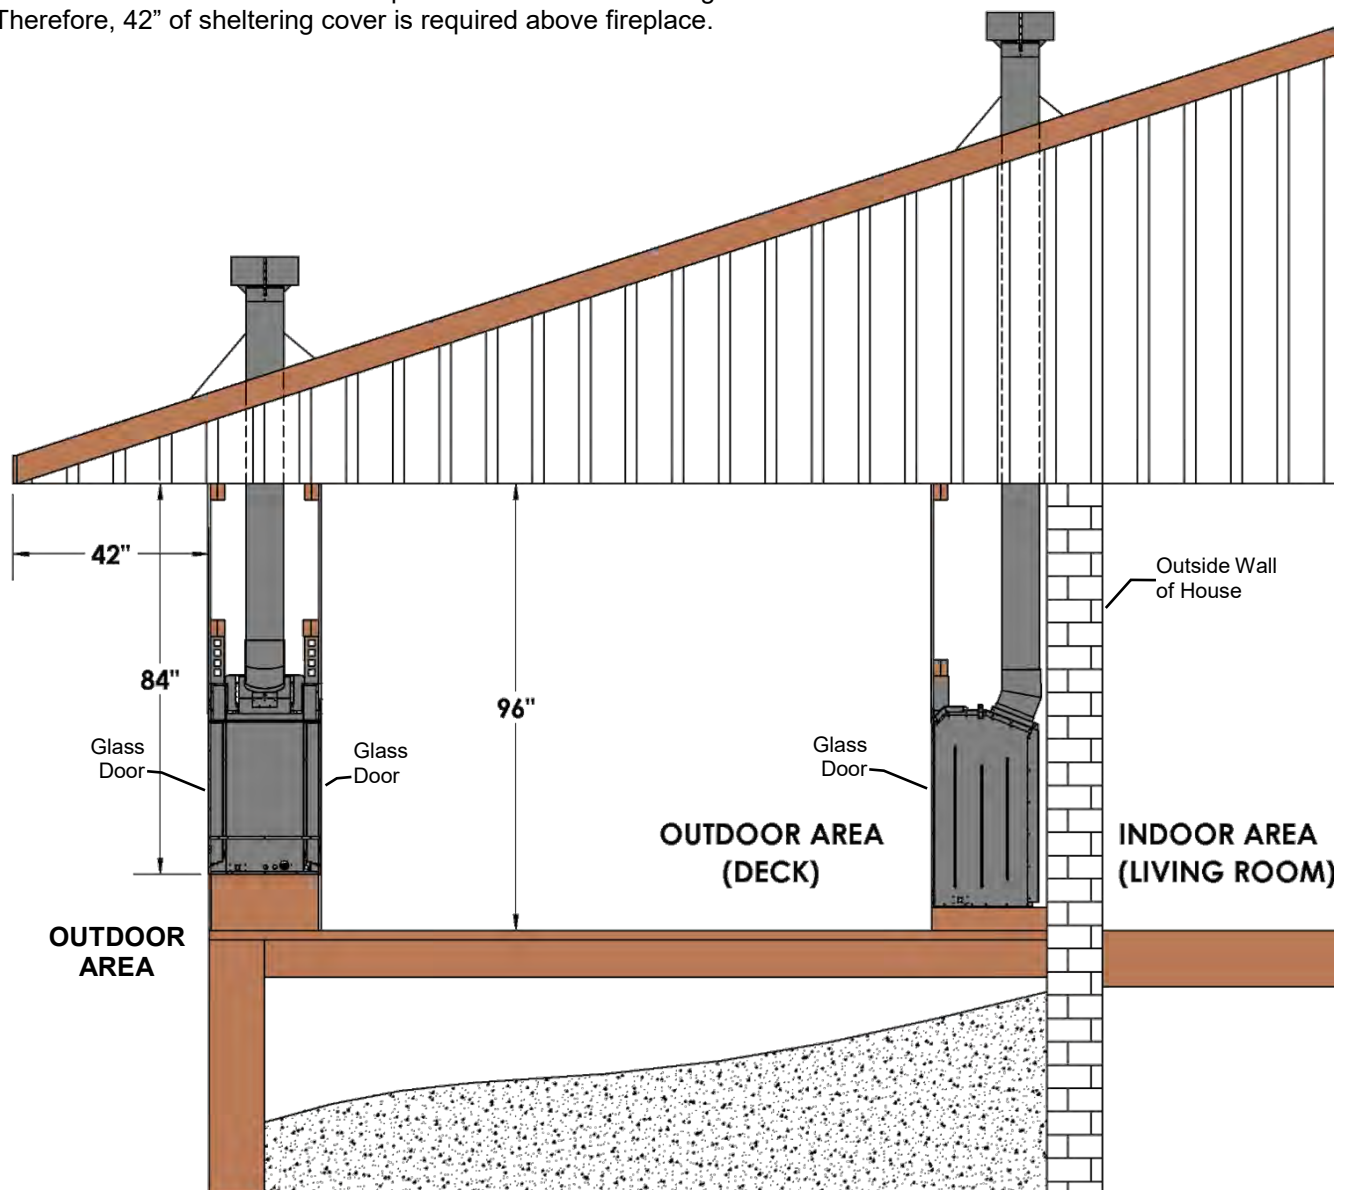 Therefore, 42” of sheltering cover is required above fireplace.
42"
Outside Wall
of House
84"
96"
Glass
Door
Glass
Door
Glass
Door
OUTDOOR AREA
(DECK)
INDOOR AREA
(LIVING ROOM)
OUTDOOR
AREA